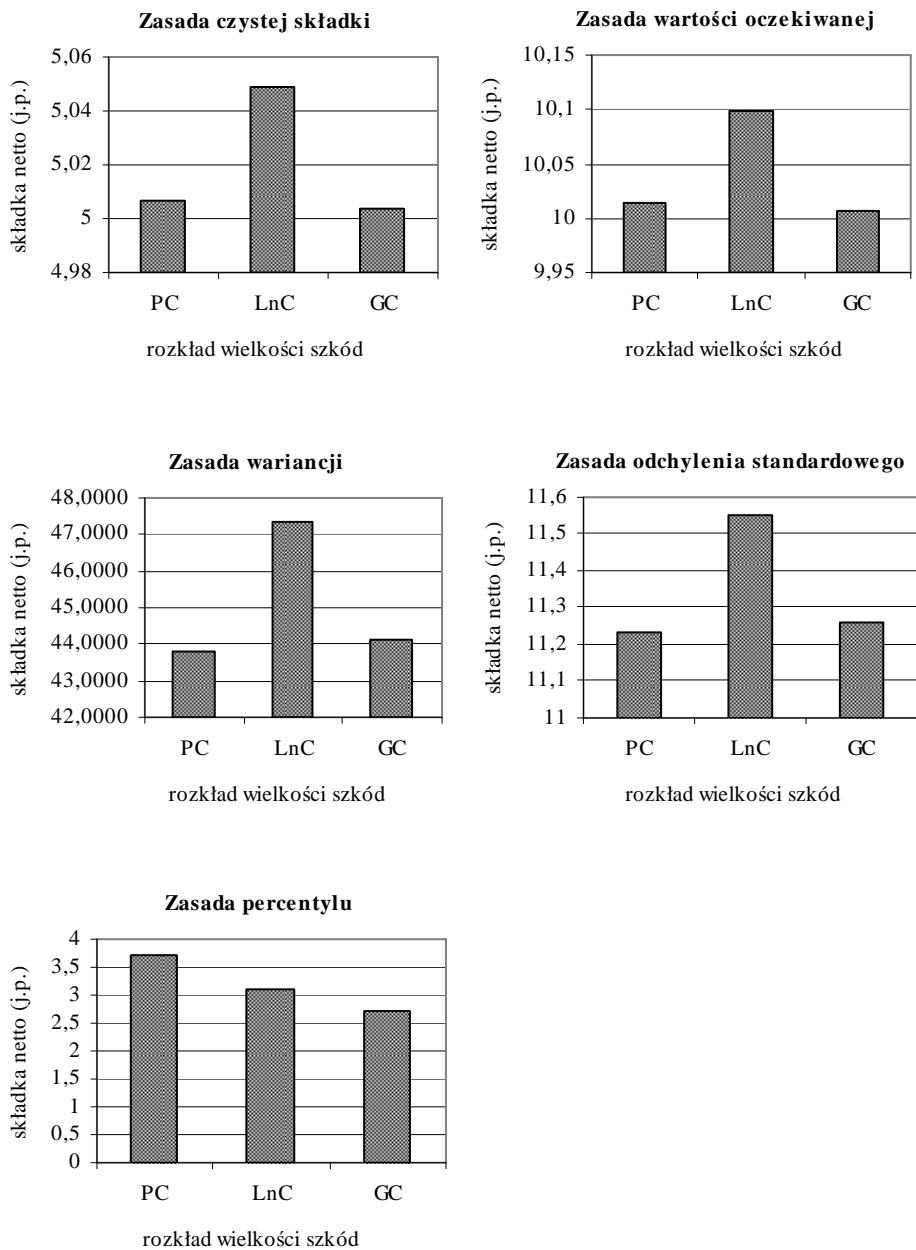 Zasada czystej składki
składka netto (j.p.)
5,06
5,04
5,02
5
4,98
PC LnC GC
rozkład wielkości szkód
Zasada wartości oczekiwanej
składka netto (j.p.)
10,15
10,1
10,05
10
9,95
PC LnC GC
rozkład wielkości szkód
Zasada wariancji
składka netto (j.p.)
48,0000
47,0000
46,0000
45,0000
44,0000
43,0000
42,0000
PC LnC GC
rozkład wielkości szkód
Zasada odchylenia standardowego
składka netto (j.p.)
11,6
11,5
11,4
11,3
11,2
11,1
11
PC LnC GC
rozkład wielkości szkód
Zasada percentylu
składka netto (j.p.)
4
3,5
3
2,5
2
1,5
1
0,5
0
PC LnC GC
rozkład wielkości szkód